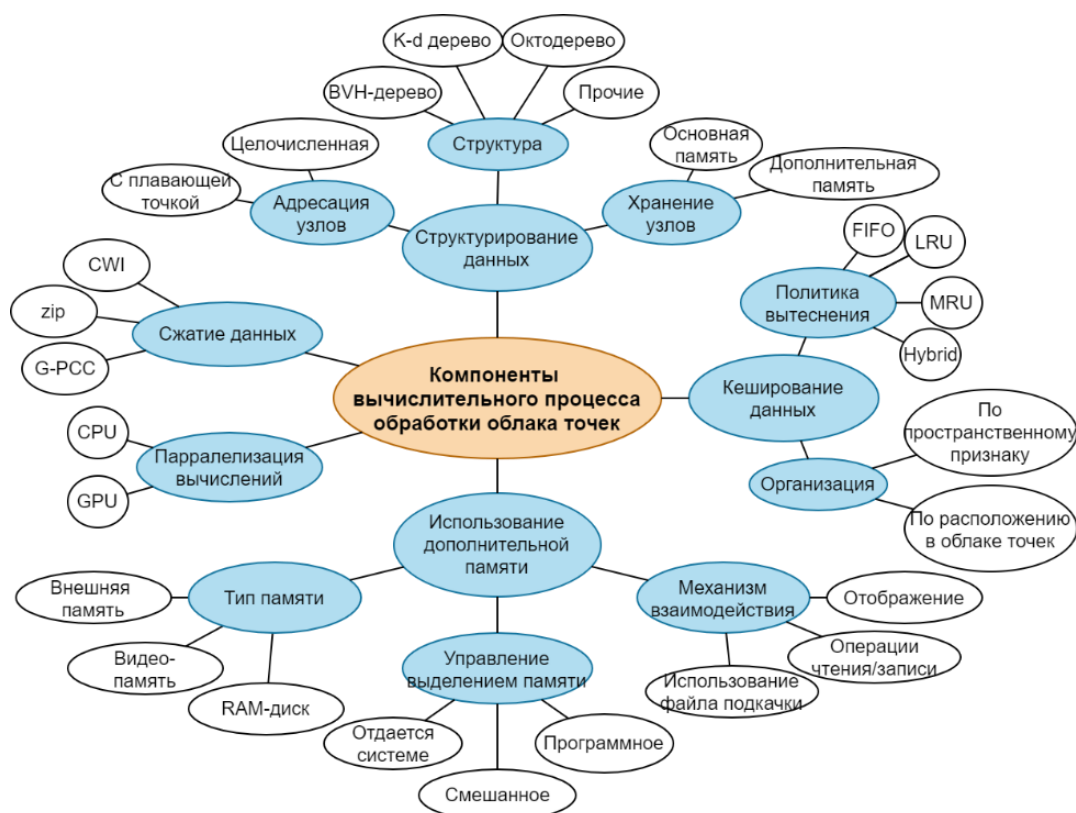 K-d дерево
Октодерево
BVH-дерево
Прочие
Структура
Целочисленная
С плавающей
точкой
Адресация
узлов
Основная
память
Дополнительная
память
Хранение
узлов
Структурирование
данных
FIFO
LRU
MRU
Hybrid
Политика
вытеснения
CWI
zip
G-PCC
Сжатие данных
Компоненты
вычислительного процесса
обработки облака точек
Кеширование
данных
По
пространственному
признаку
Организация
По расположению
в облаке точек
CPU
GPU
Парралелизация
вычислений
Использование
дополнительной
памяти
Внешняя
память
Тип памяти
Видео-
память
RAM-диск
Механизм
взаимодействия
Отображение
Операции
чтения/записи
Использование
файла подкачки
Управление
выделением памяти
Отдается
системе
Программное
Смешанное